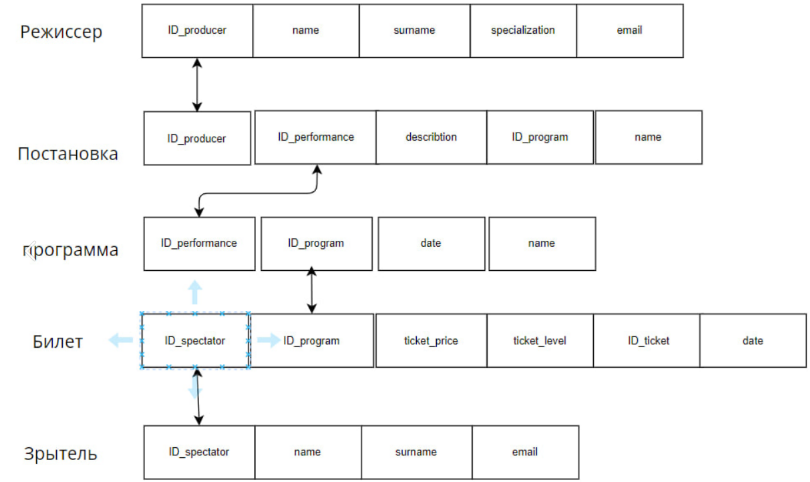 Режиссер ID_producer name surname specialization email
Постановка ID_producer ID_performance describtion ID_program name
программа ID_performance ID_program date name
Билет ID_spectator ID_program ticket_price ticket_level ID_ticket date
Зрытель ID_spectator name surname email